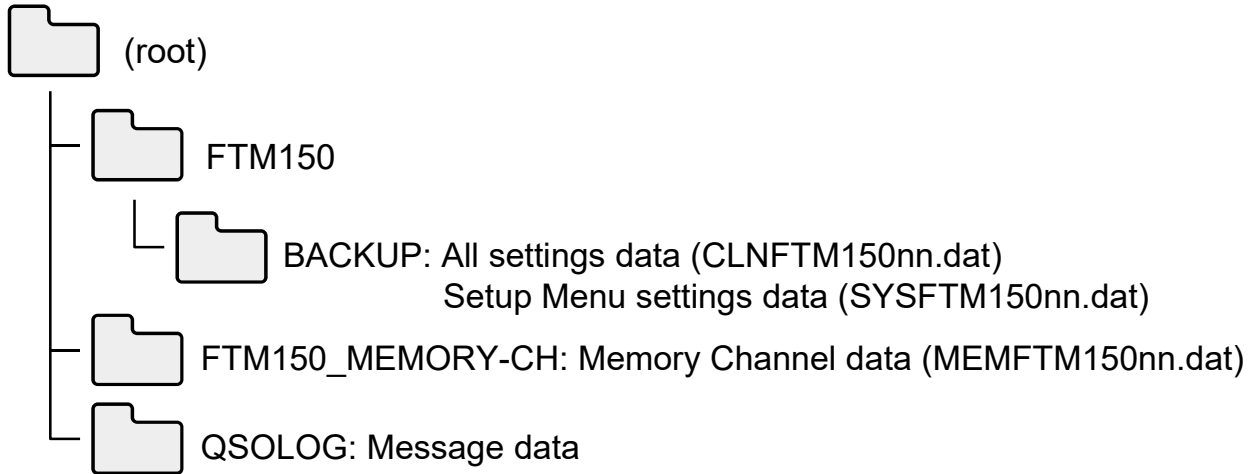 (root)
FTM150
BACKUP: All settings data (CLNFTM150nn.dat)
Setup Menu settings data (SYSFTM150nn.dat)
FTM150_MEMORY-CH: Memory Channel data (MEMFTM150nn.dat)
QSOLOG: Message data